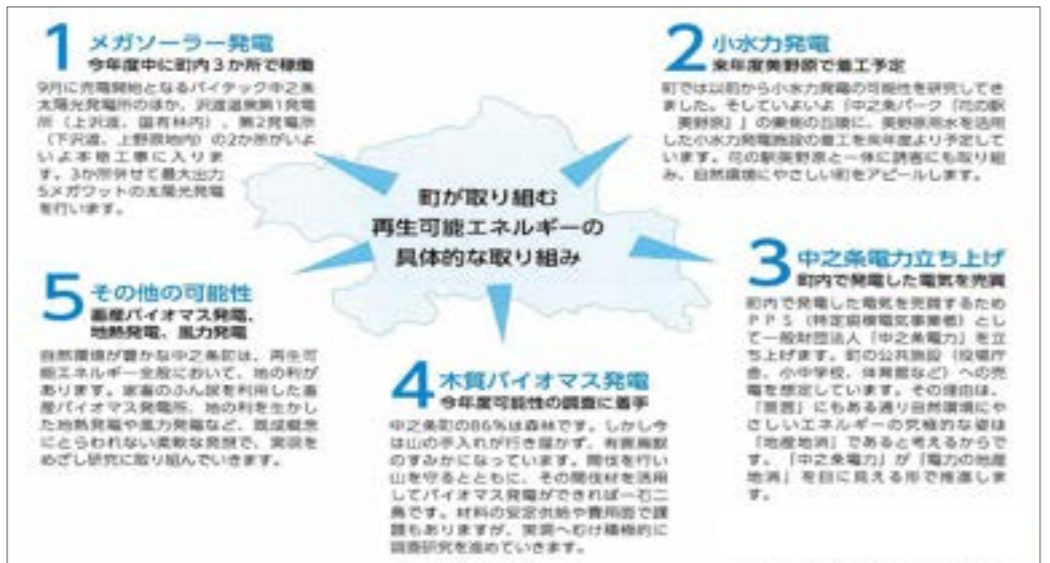 1 メガソーラー発電
今年度中に町内3か所で稼働
9月に売電開始となるバイテック中之条
太陽光発電所のほか、沢渡温泉第1発電
所(上沢渡、国有林内)、第2発電所
(下沢渡、上野原地内)の2か所がいよ
いよ本格工事に入りま
す。3か所併せて最大出力
5メガワットの太陽光発電
を行います。
2 小水力発電
来年度美野原で着工予定
町では以前から小水力発電の可能性を研究してき
ました。そしていよいよ「中之条パーク『花の駅
美野原』」の東側の丘陵に、美野原用水を活用
した小水力発電施設の着工を来年度より予定して
います。花の駅美野原と一体に誘客にも取り組
み、自然環境にやさしい町をアピールします。
町が取り組む
再生可能エネルギーの
具体的な取り組み
3 中之条電力立ち上げ
町内で発電した電気を売買
町内で発電した電気を売買するため
PPS(特定規模電気事業者)とし
て一般財団法人「中之条電力」を立
ち上げます。町の公共施設(役場庁
舎、小中学校、体育館など)への売
電を想定しています。その理由は、
「宣言」にもある通り自然環境にや
さしいエネルギーの究極的な姿は
「地産地消」であると考えるからで
す。「中之条電力」が「電力の地産
地消」を目に見える形で推進しま
す。
4 木質バイオマス発電
今年度可能性の調査に着手
中之条町の86%は森林です。しかし今
は山の手入れが行き届かず、有害鳥獣
のすみかになっています。間伐を行い
山を守るとともに、その間伐材を活用
してバイオマス発電ができれば一石二
鳥です。材料の安定供給や費用面で課
題もありますが、実現へむけ積極的に
調査研究を進めていきます。
5 その他の可能性
畜産バイオマス発電、
地熱発電、風力発電
自然環境が豊かな中之条町は、再生可
能エネルギー全般において、地の利が
あります。家畜のふん尿を利用した畜
産バイオマス発電所、地の利を生かし
た地熱発電や風力発電など、既成概念
にとらわれない柔軟な発想で、実現を
めざし研究に取り組んでいきます。